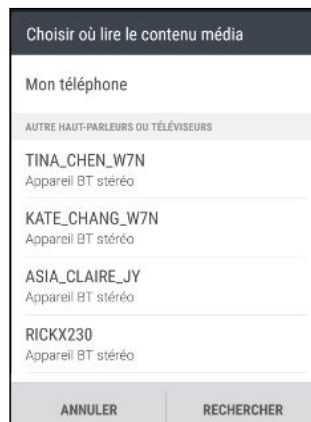 Choisir où lire le contenu média
Mon téléphone
AUTRE HAUT-PARLEURS OU TÉLÉVISEURS
TINA_CHEN_W7N
Appareil BT stéréo
KATE_CHANG_W7N
Appareil BT stéréo
ASIA_CLAIRE_JY
Appareil BT stéréo
RICKX230
Appareil BT stéréo
ANNULER RECHERCHER